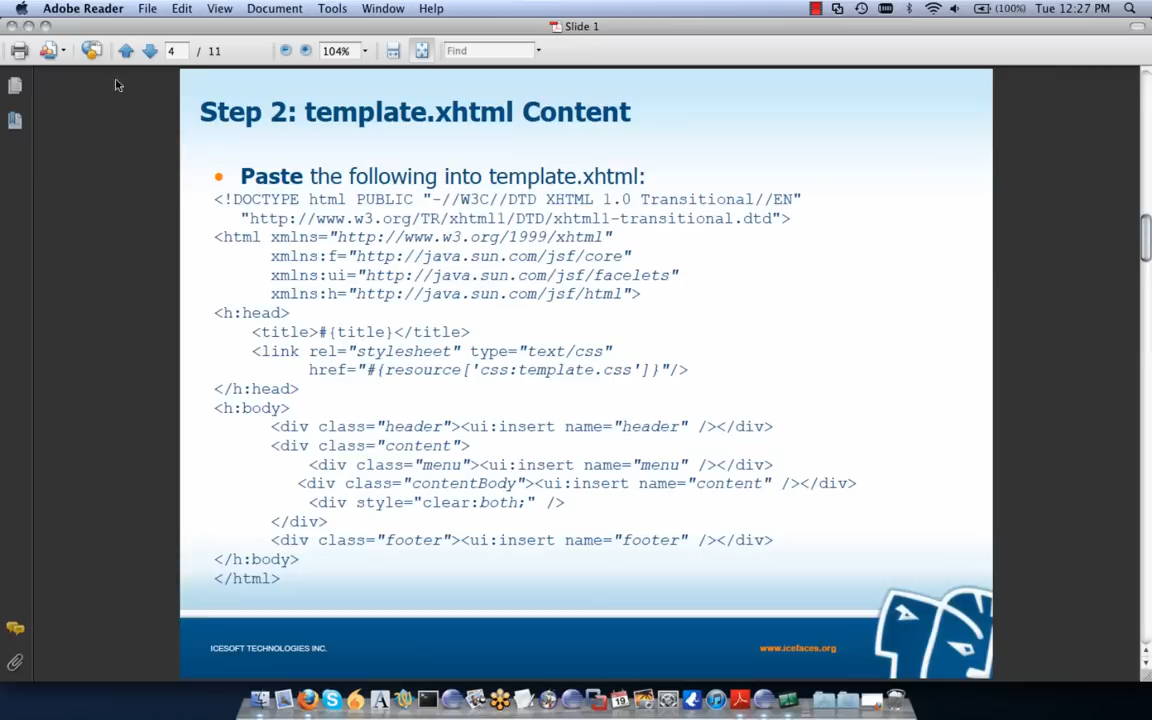 Adobe Reader File Edit View Document Tools Window Help (100%) Tue 12:27 PM
Slide 1
4 / 11 104% Find
Step 2: template.xhtml Content
• Paste the following into template.xhtml:
<!DOCTYPE html PUBLIC "-//W3C//DTD XHTML 1.0 Transitional//EN"
"http://www.w3.org/TR/xhtml1/DTD/xhtml1-transitional.dtd">
<html xmlns="http://www.w3.org/1999/xhtml"
xmlns:f="http://java.sun.com/jsf/core"
xmlns:ui="http://java.sun.com/jsf/facelets"
xmlns:h="http://java.sun.com/jsf/html">
<h:head>
<title>#{title}</title>
<link rel="stylesheet" type="text/css"
href="#{resource['css:template.css']}"/>
</h:head>
<h:body>
<div class="header"><ui:insert name="header" /></div>
<div class="content">
<div class="menu"><ui:insert name="menu" /></div>
<div class="contentBody"><ui:insert name="content" /></div>
<div style="clear:both;" />
</div>
<div class="footer"><ui:insert name="footer" /></div>
</h:body>
</html>
ICESOFT TECHNOLOGIES INC. www.icefaces.org
19